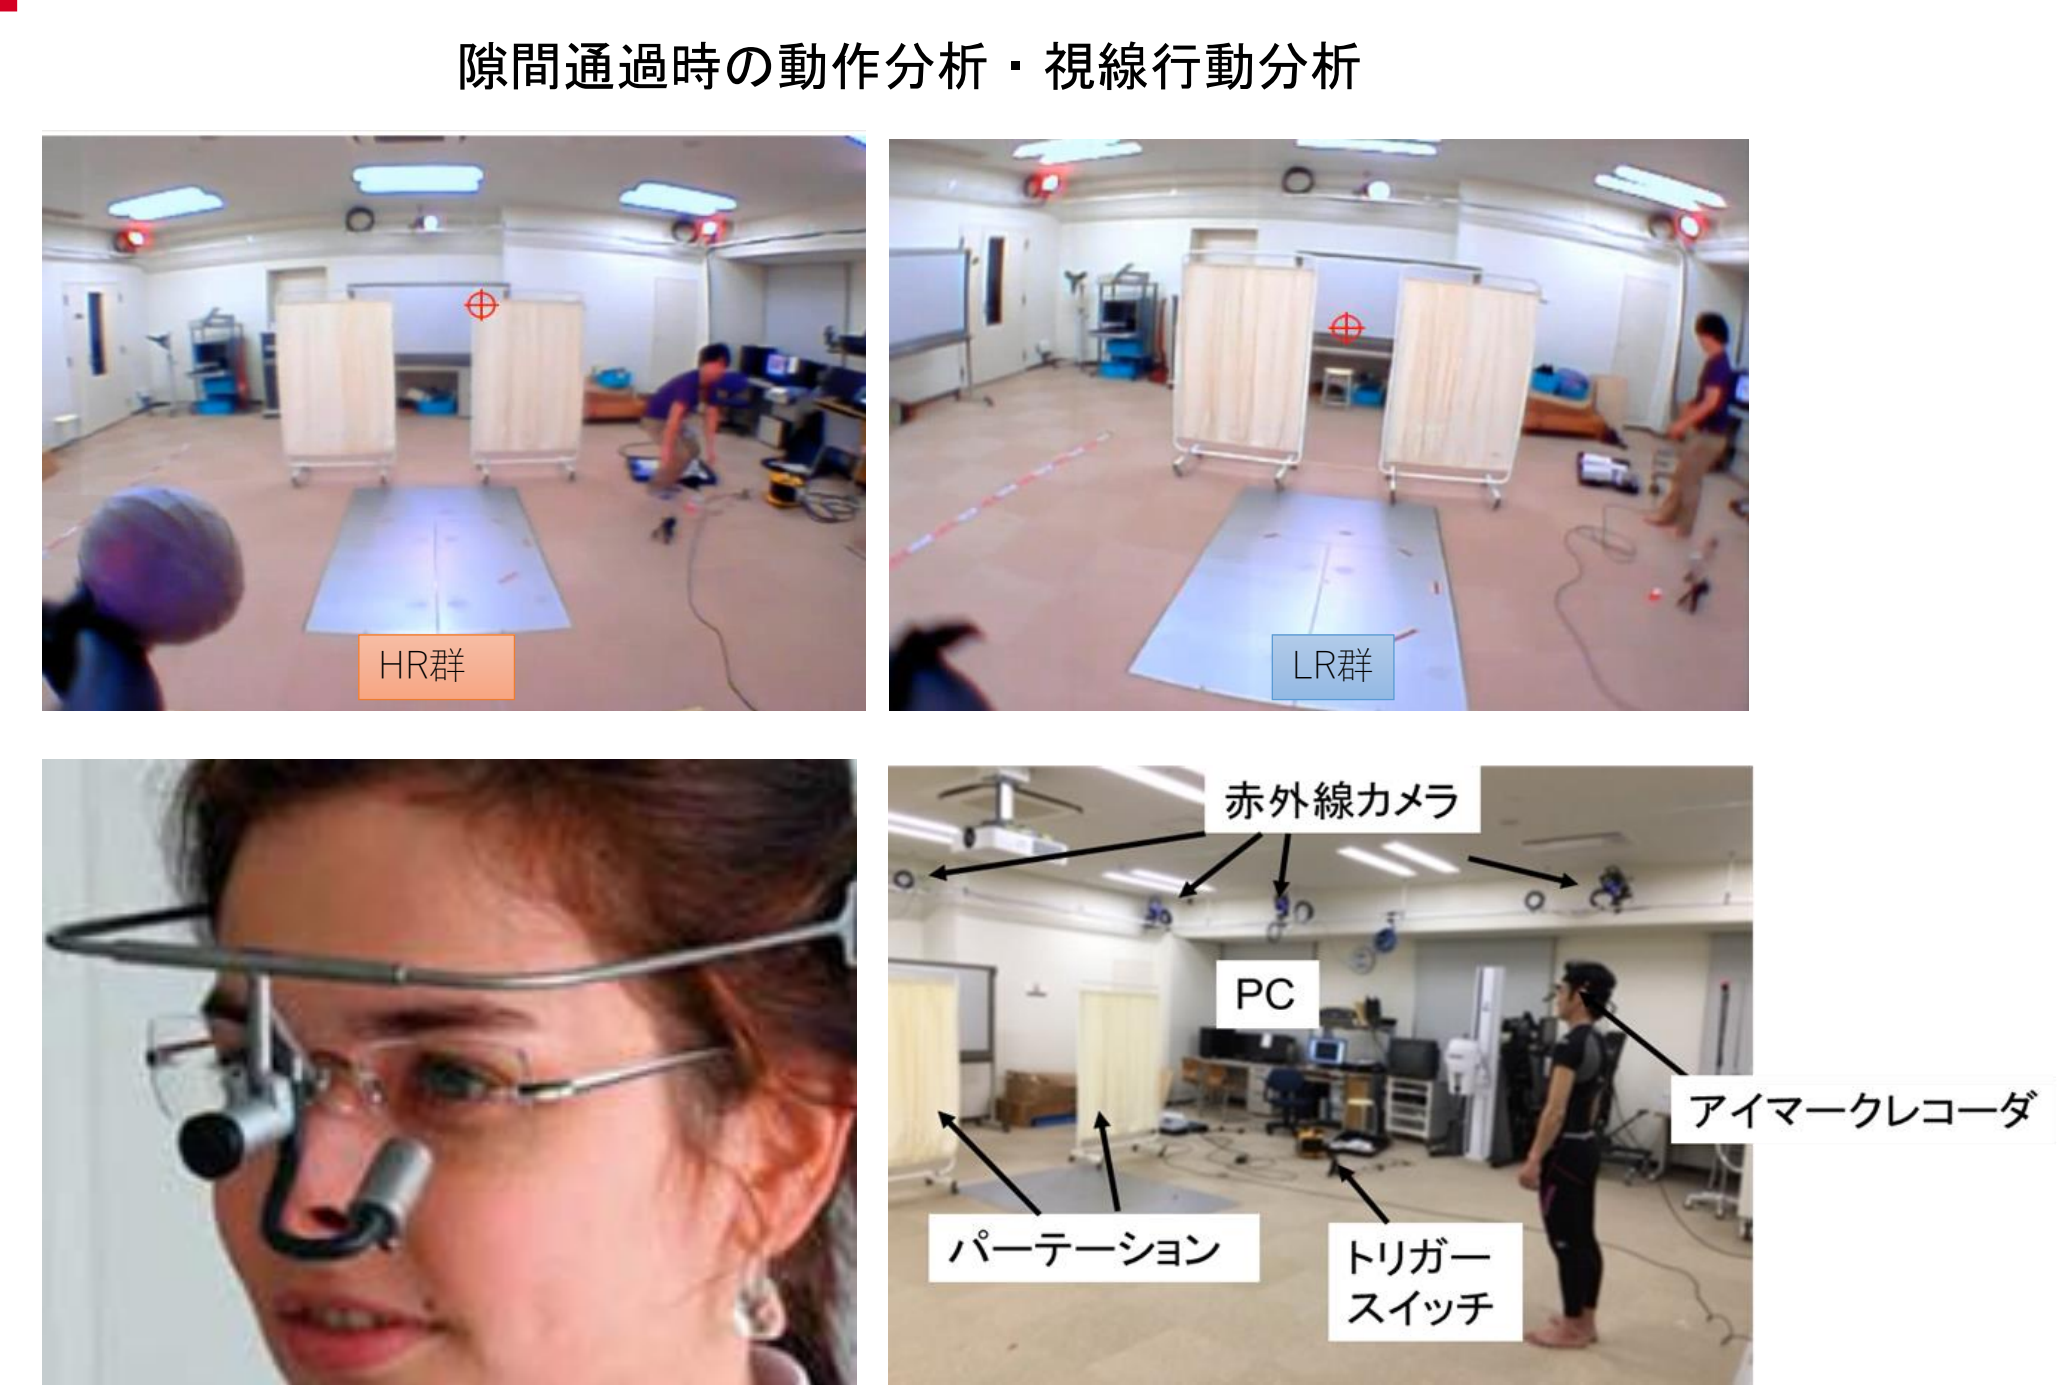 隙間通過時の動作分析・視線行動分析
HR群
LR群
赤外線カメラ
PC
アイマークレコーダ
パーテーション
トリガー
スイッチ